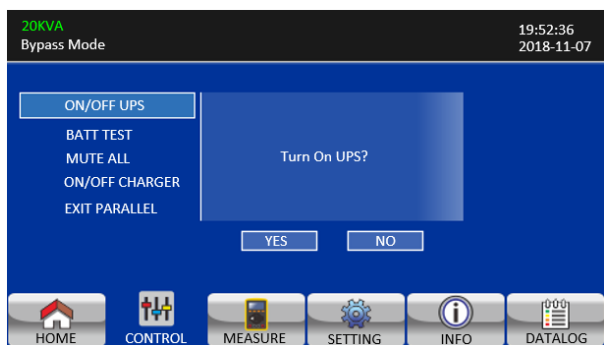 20KVA
Bypass Mode
19:52:36
2018-11-07
ON/OFF UPS
BATT TEST
MUTE ALL
ON/OFF CHARGER
EXIT PARALLEL
Turn On UPS?
YES NO
HOME CONTROL MEASURE SETTING INFO DATALOG